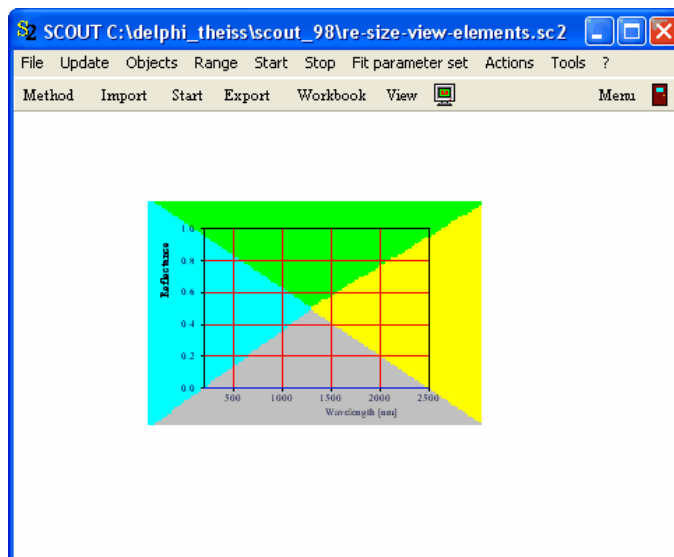 S2 SCOUT C:\delphi_theiss\scout_98\re-size-view-elements.sc2
File Update Objects Range Start Stop Fit parameter set Actions Tools ?
Method Import Start Export Workbook View Menu
1.0
Reflectance
0.8
0.6
0.4
0.2
0.0
500 1000 1500 2000 2500
Wavelength [nm]